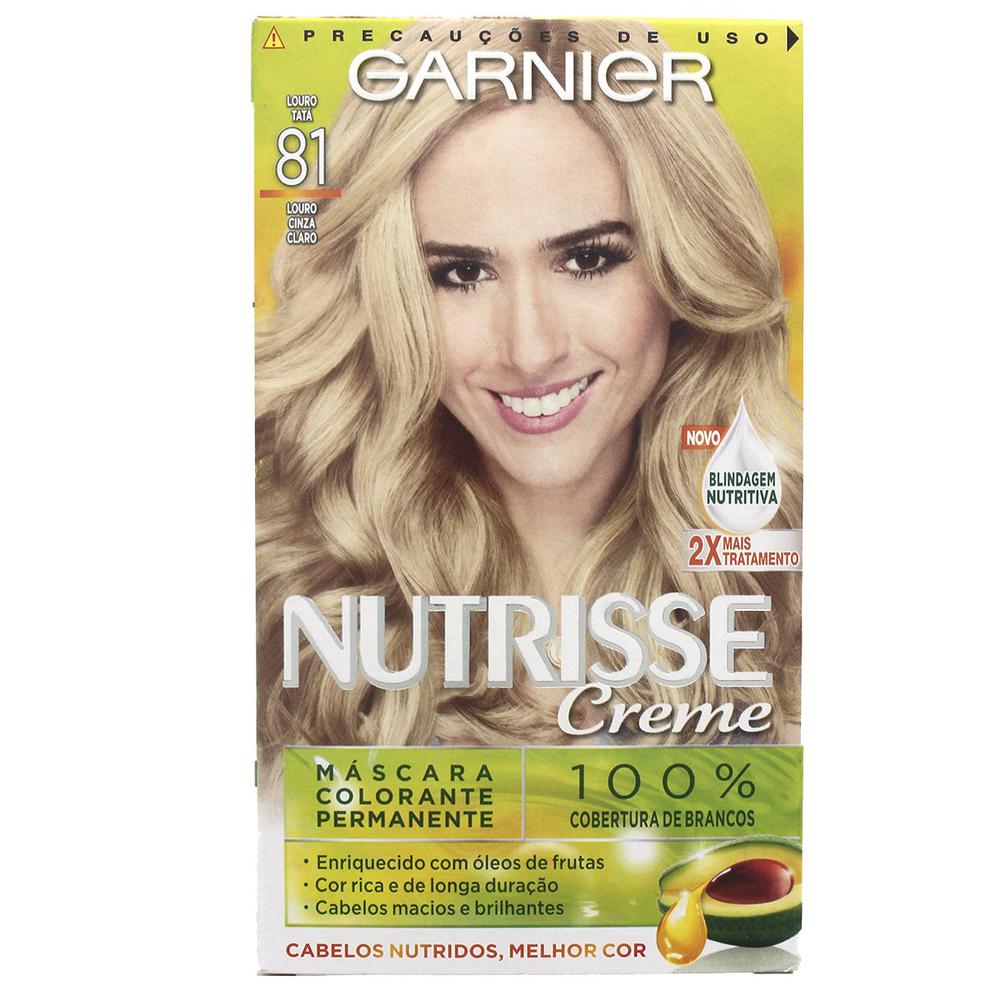 PRECAUÇÕES DE USO
GARNIER
LOURO
TATÁ
81
LOURO
CINZA
CLARO
NOVO
BLINDAGEM
NUTRITIVA
2X MAIS
TRATAMENTO
NUTRISSE
Creme
MÁSCARA
COLORANTE
PERMANENTE
100%
COBERTURA DE BRANCOS
• Enriquecido com óleos de frutas
• Cor rica e de longa duração
• Cabelos macios e brilhantes
CABELOS NUTRIDOS, MELHOR COR